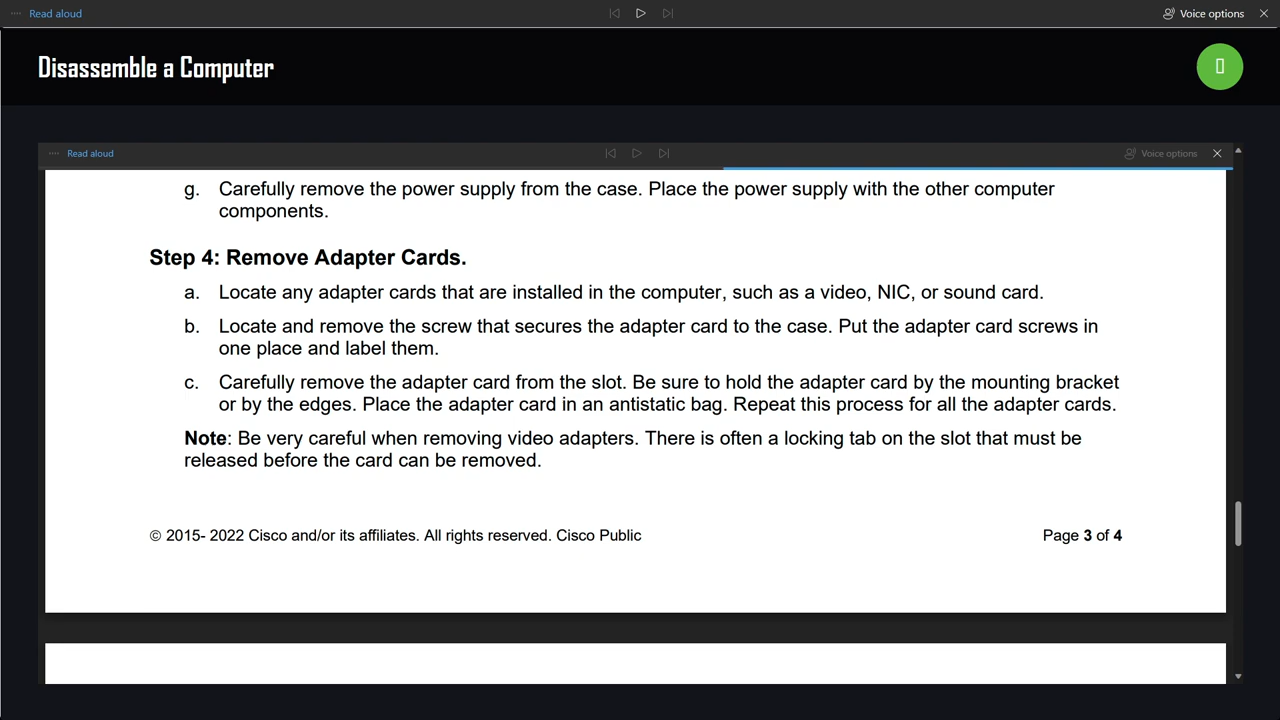 Read aloud
Voice options
Disassemble a Computer
Read aloud
Voice options
g. Carefully remove the power supply from the case. Place the power supply with the other computer
components.
Step 4: Remove Adapter Cards.
a. Locate any adapter cards that are installed in the computer, such as a video, NIC, or sound card.
b. Locate and remove the screw that secures the adapter card to the case. Put the adapter card screws in
one place and label them.
c. Carefully remove the adapter card from the slot. Be sure to hold the adapter card by the mounting bracket
or by the edges. Place the adapter card in an antistatic bag. Repeat this process for all the adapter cards.
Note: Be very careful when removing video adapters. There is often a locking tab on the slot that must be
released before the card can be removed.
© 2015- 2022 Cisco and/or its affiliates. All rights reserved. Cisco Public
Page 3 of 4